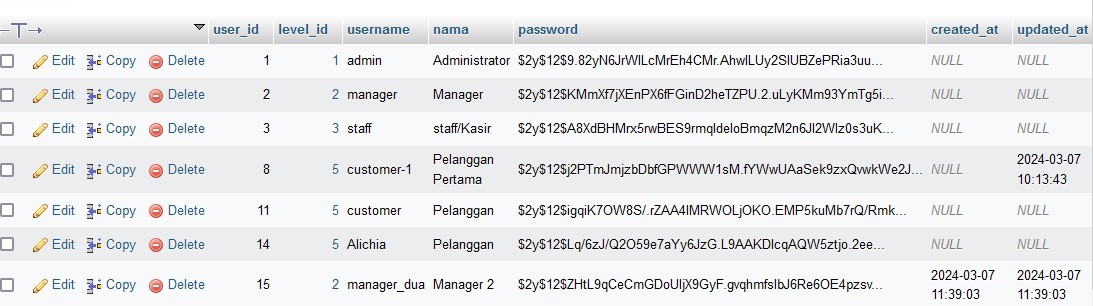 user_id level_id username nama password created_at updated_at
Edit Copy Delete 1 1 admin Administrator $2y$12$9.82yN6JrWlLcMrEh4CMr.AhwlLUy2SlUBZePRia3uu... NULL NULL
Edit Copy Delete 2 2 manager Manager $2y$12$KMmXf7jXEnPX6fFGinD2heTZPU.2.uLyKMm93YmTg5i... NULL NULL
Edit Copy Delete 3 3 staff staff/Kasir $2y$12$A8XdBHMrx5rwBES9rmqldeloBmqzM2n6Jl2Wlz0s3uK... NULL NULL
Edit Copy Delete 8 5 customer-1 Pelanggan Pertama $2y$12$j2PTmJmjzbDbfGPWWW1sM.fYWwUAaSek9zxQvwkWe2J... NULL 2024-03-07 10:13:43
Edit Copy Delete 11 5 customer Pelanggan $2y$12$igqiK7OW8S/.rZAA4lMRWOLjOKO.EMP5kuMb7rQ/Rmk... NULL NULL
Edit Copy Delete 14 5 Alichia Pelanggan $2y$12$Lq/6zJ/Q2O59e7aYy6JzG.L9AAKDlcqAQW5ztjo.2ee... NULL NULL
Edit Copy Delete 15 2 manager_dua Manager 2 $2y$12$ZHtL9qCeCmGDoUljX9GyF.gvqhmfslbJ6Re6OE4pzsv... 2024-03-07 11:39:03 2024-03-07 11:39:03